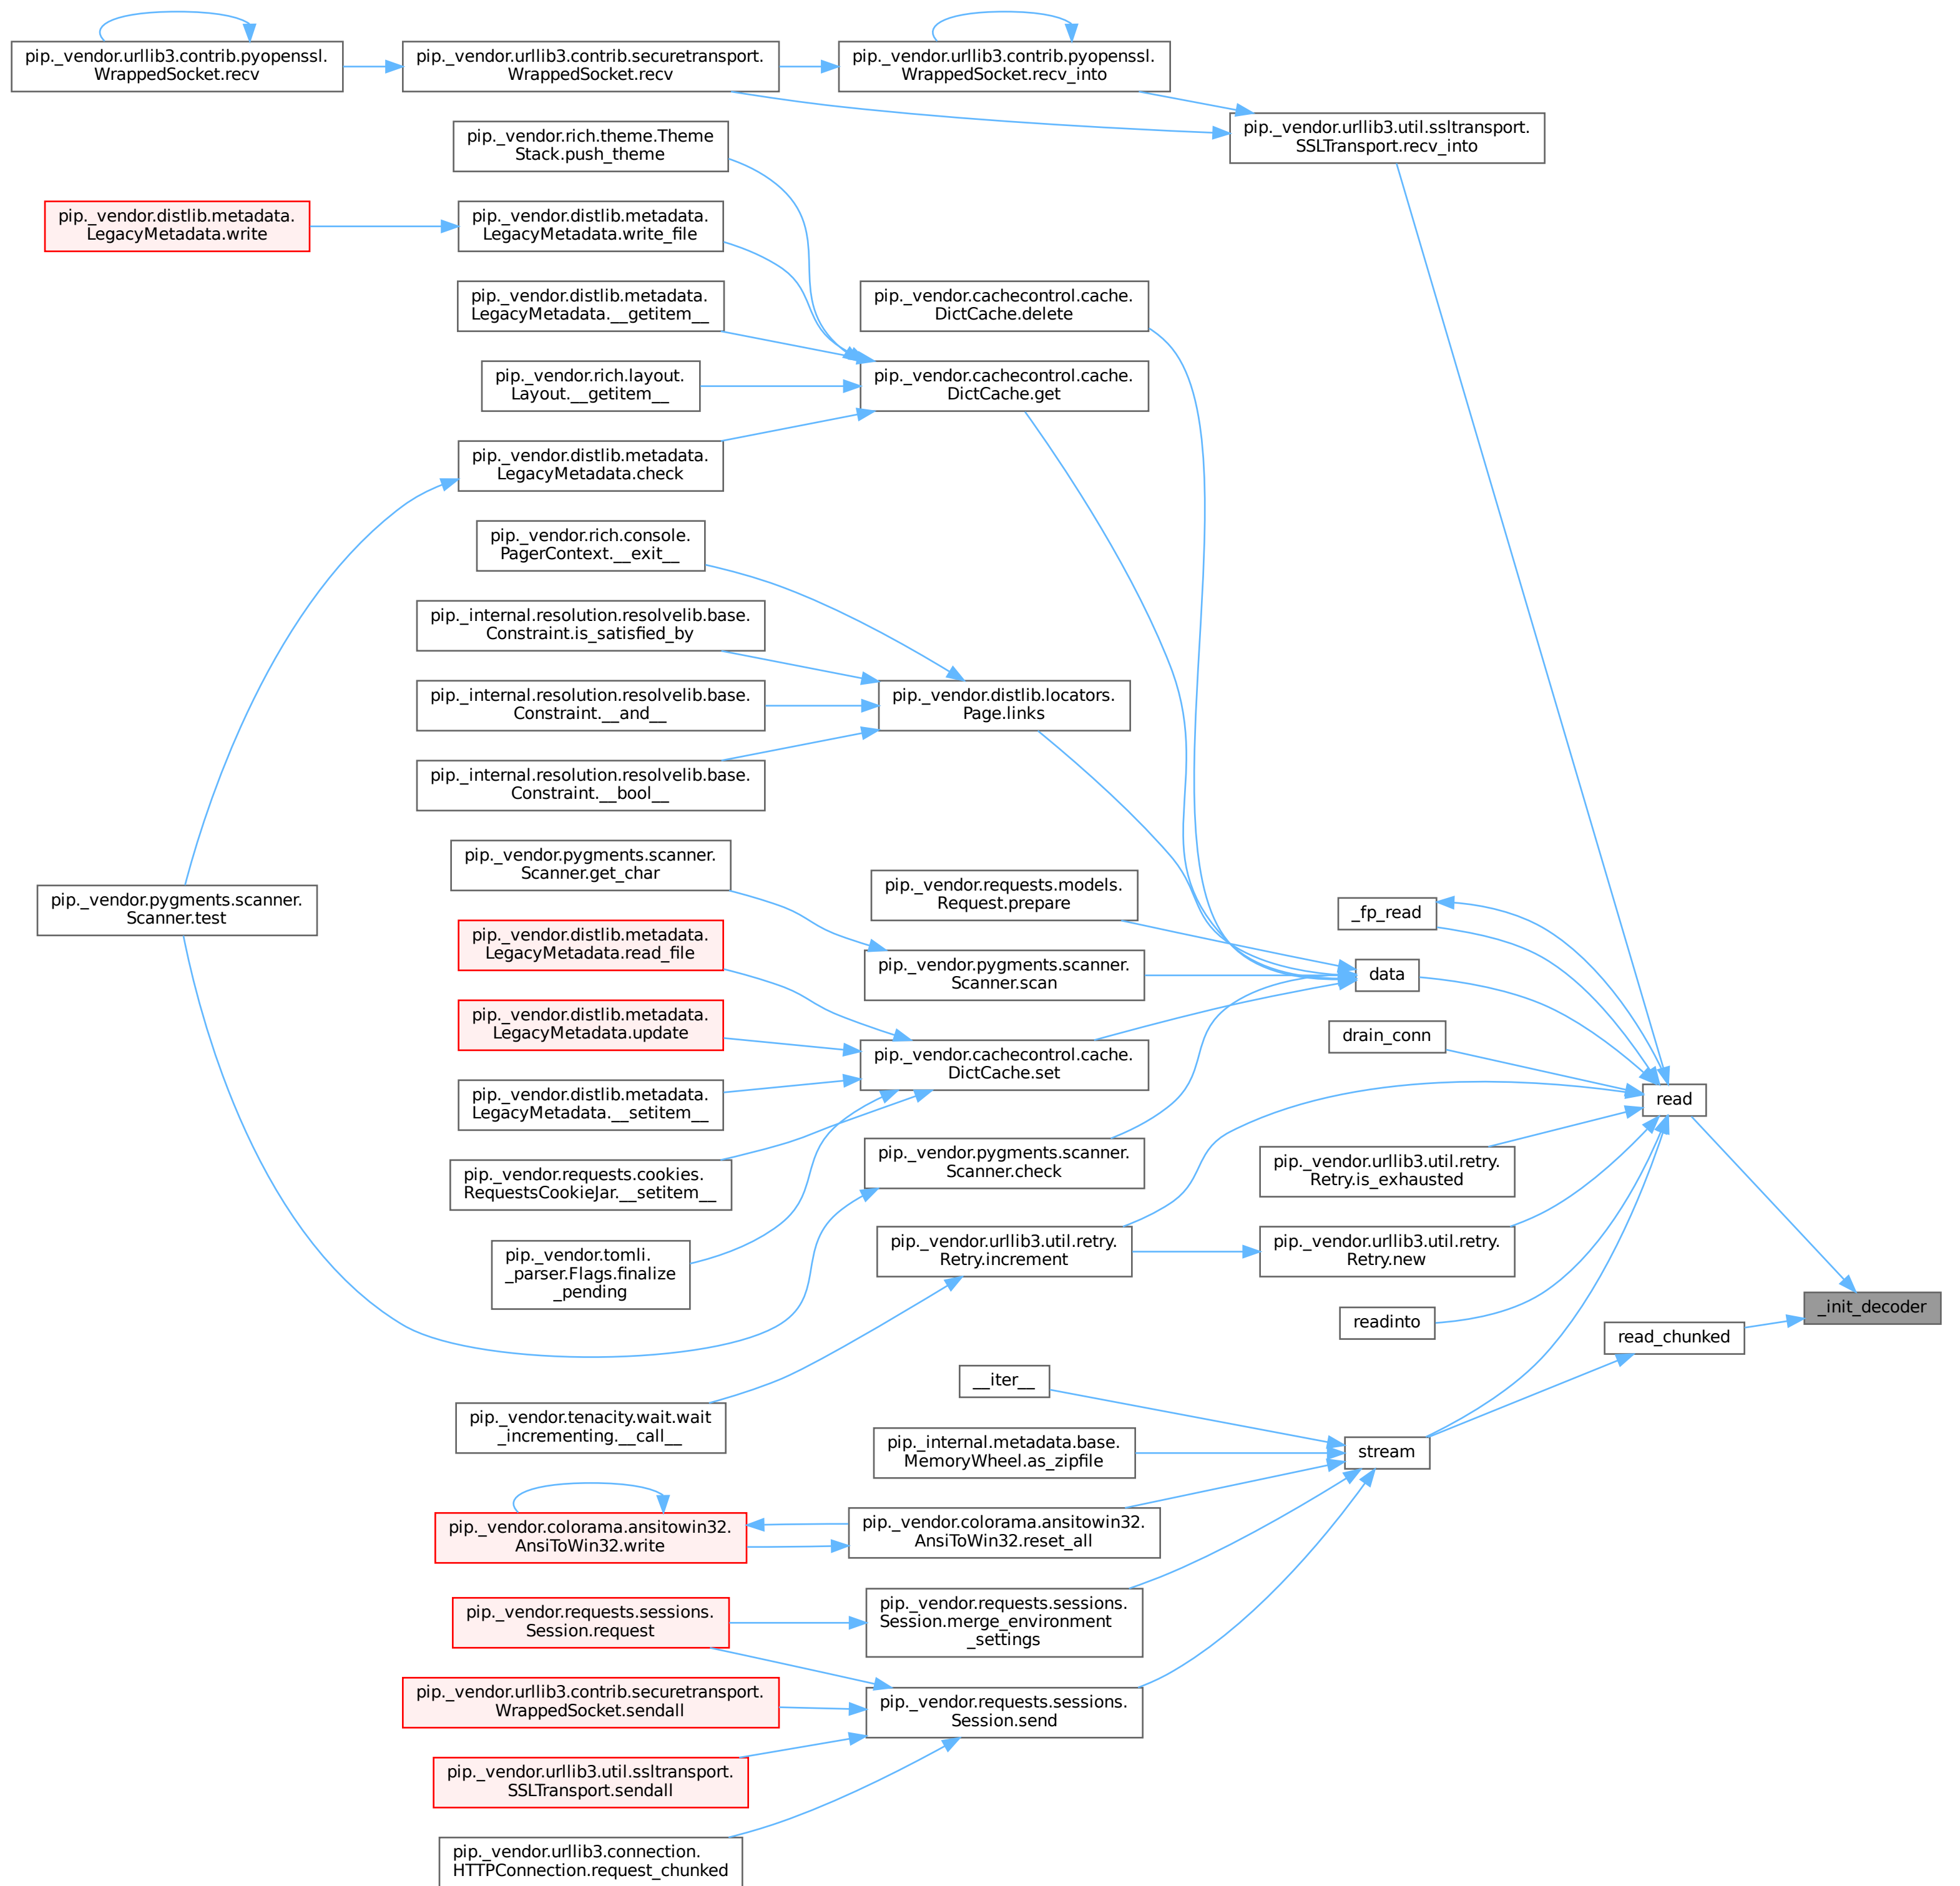 pip._vendor.urllib3.contrib.pyopenssl.
WrappedSocket.recv
pip._vendor.urllib3.contrib.securetransport.
WrappedSocket.recv
pip._vendor.urllib3.contrib.pyopenssl.
WrappedSocket.recv_into
pip._vendor.urllib3.util.ssltransport.
SSLTransport.recv_into
pip._vendor.rich.theme.Theme
Stack.push_theme
pip._vendor.distlib.metadata.
LegacyMetadata.write
pip._vendor.distlib.metadata.
LegacyMetadata.write_file
pip._vendor.distlib.metadata.
LegacyMetadata.__getitem__
pip._vendor.cachecontrol.cache.
DictCache.delete
pip._vendor.rich.layout.
Layout.__getitem__
pip._vendor.cachecontrol.cache.
DictCache.get
pip._vendor.distlib.metadata.
LegacyMetadata.check
pip._vendor.rich.console.
PagerContext.__exit__
pip._internal.resolution.resolvelib.base.
Constraint.is_satisfied_by
pip._internal.resolution.resolvelib.base.
Constraint.__and__
pip._vendor.distlib.locators.
Page.links
pip._internal.resolution.resolvelib.base.
Constraint.__bool__
pip._vendor.pygments.scanner.
Scanner.get_char
pip._vendor.requests.models.
Request.prepare
pip._vendor.pygments.scanner.
Scanner.test
_fp_read
pip._vendor.distlib.metadata.
LegacyMetadata.read_file
pip._vendor.pygments.scanner.
Scanner.scan
data
pip._vendor.distlib.metadata.
LegacyMetadata.update
drain_conn
pip._vendor.cachecontrol.cache.
DictCache.set
pip._vendor.distlib.metadata.
LegacyMetadata.__setitem__
read
pip._vendor.requests.cookies.
RequestsCookieJar.__setitem__
pip._vendor.pygments.scanner.
Scanner.check
pip._vendor.urllib3.util.retry.
Retry.is_exhausted
pip._vendor.tomli.
_parser.Flags.finalize
_pending
pip._vendor.urllib3.util.retry.
Retry.increment
pip._vendor.urllib3.util.retry.
Retry.new
_init_decoder
readinto
read_chunked
__iter__
pip._vendor.tenacity.wait.wait
_incrementing.__call__
pip._internal.metadata.base.
MemoryWheel.as_zipfile
stream
pip._vendor.colorama.ansitowin32.
AnsiToWin32.write
pip._vendor.colorama.ansitowin32.
AnsiToWin32.reset_all
pip._vendor.requests.sessions.
Session.request
pip._vendor.requests.sessions.
Session.merge_environment
_settings
pip._vendor.urllib3.contrib.securetransport.
WrappedSocket.sendall
pip._vendor.requests.sessions.
Session.send
pip._vendor.urllib3.util.ssltransport.
SSLTransport.sendall
pip._vendor.urllib3.connection.
HTTPConnection.request_chunked